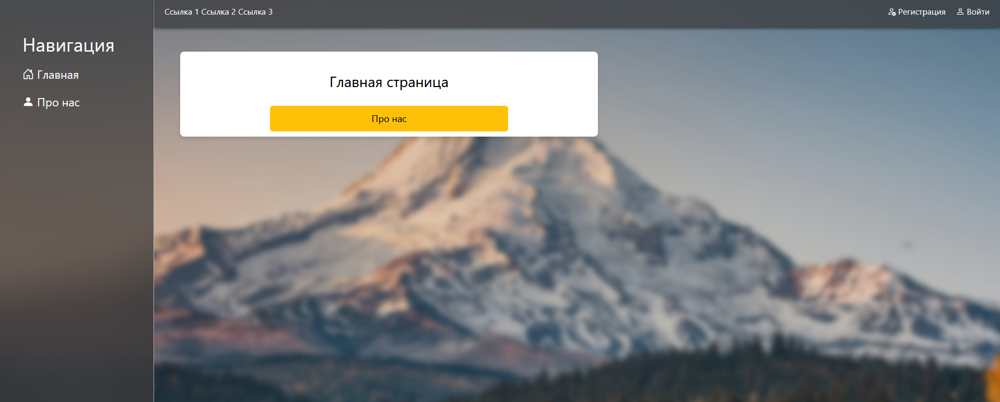 Ссылка 1 Ссылка 2 Ссылка 3
Регистрация
Войти
Навигация
Главная
Про нас
Главная страница
Про нас